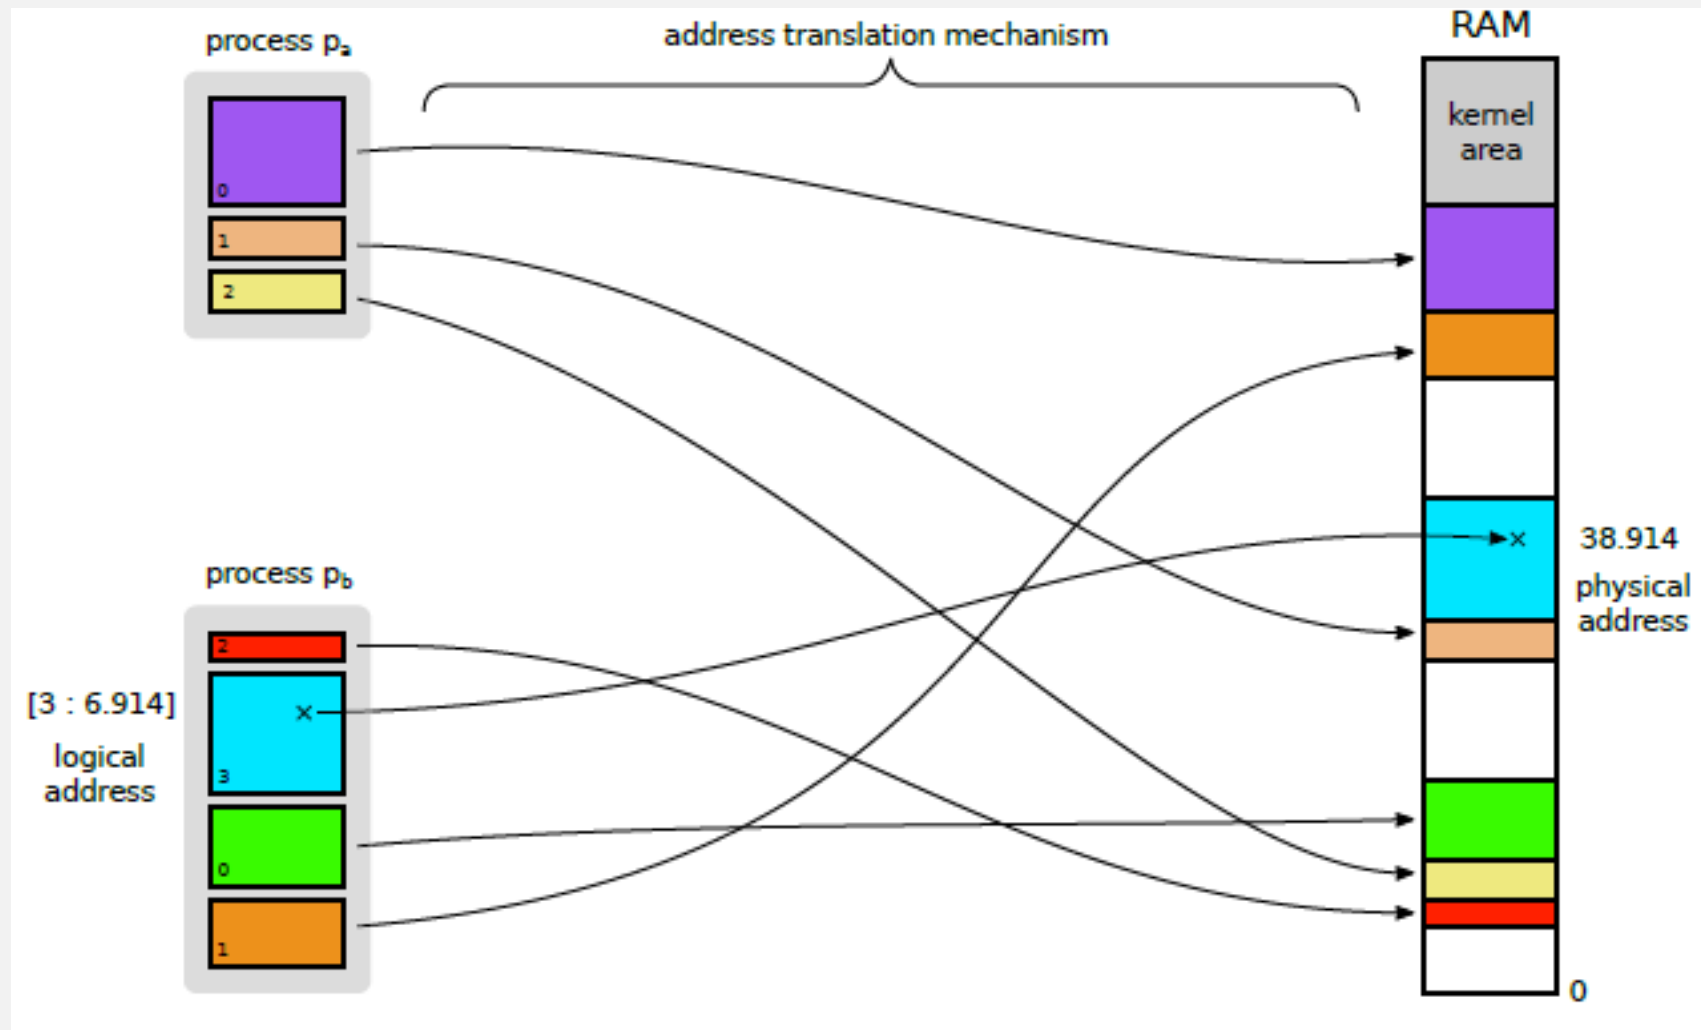 process pₐ
0
1
2
address translation mechanism
RAM
kernel
area
38.914
physical
address
0
process p_b
2
3
0
1
[3 : 6.914]
logical
address